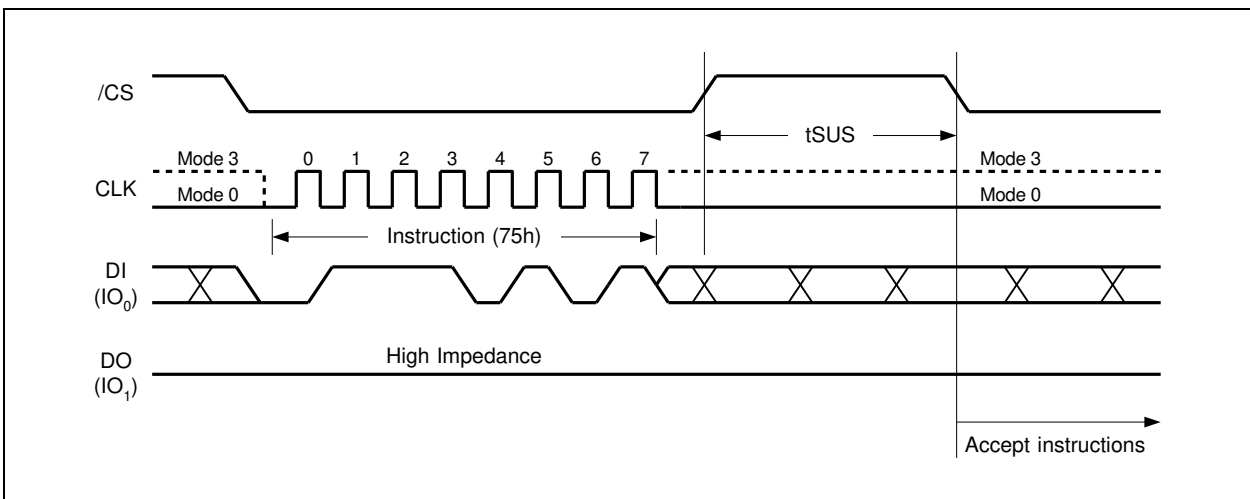 /CS
tSUS
Mode 3 0 1 2 3 4 5 6 7 Mode 3
CLK
Mode 0 Mode 0
Instruction (75h)
DI
(IO₀)
High Impedance
DO
(IO₁)
Accept instructions